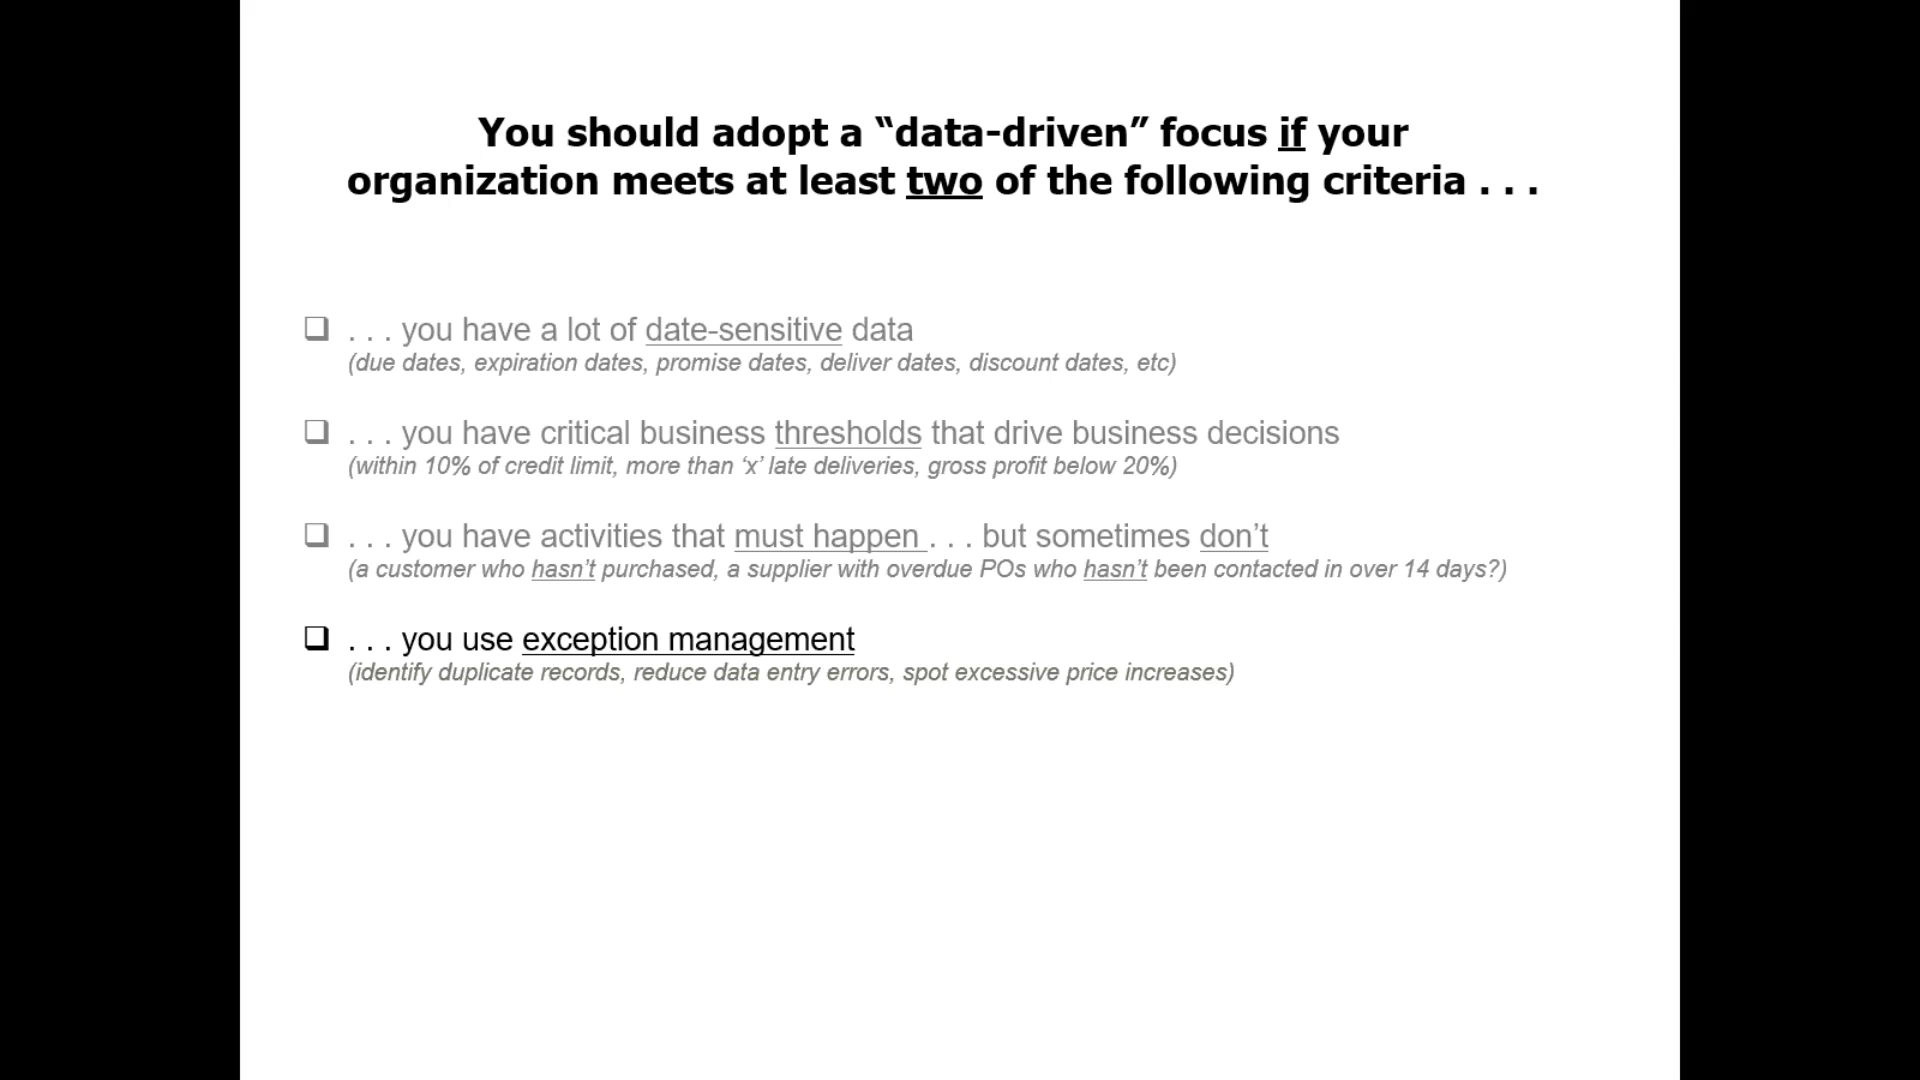 You should adopt a “data-driven” focus if your
organization meets at least two of the following criteria . . .
❑ . . . you have a lot of date-sensitive data
(due dates, expiration dates, promise dates, deliver dates, discount dates, etc)
❑ . . . you have critical business thresholds that drive business decisions
(within 10% of credit limit, more than ‘x’ late deliveries, gross profit below 20%)
❑ . . . you have activities that must happen . . . but sometimes don’t
(a customer who hasn’t purchased, a supplier with overdue POs who hasn’t been contacted in over 14 days?)
❑ . . . you use exception management
(identify duplicate records, reduce data entry errors, spot excessive price increases)